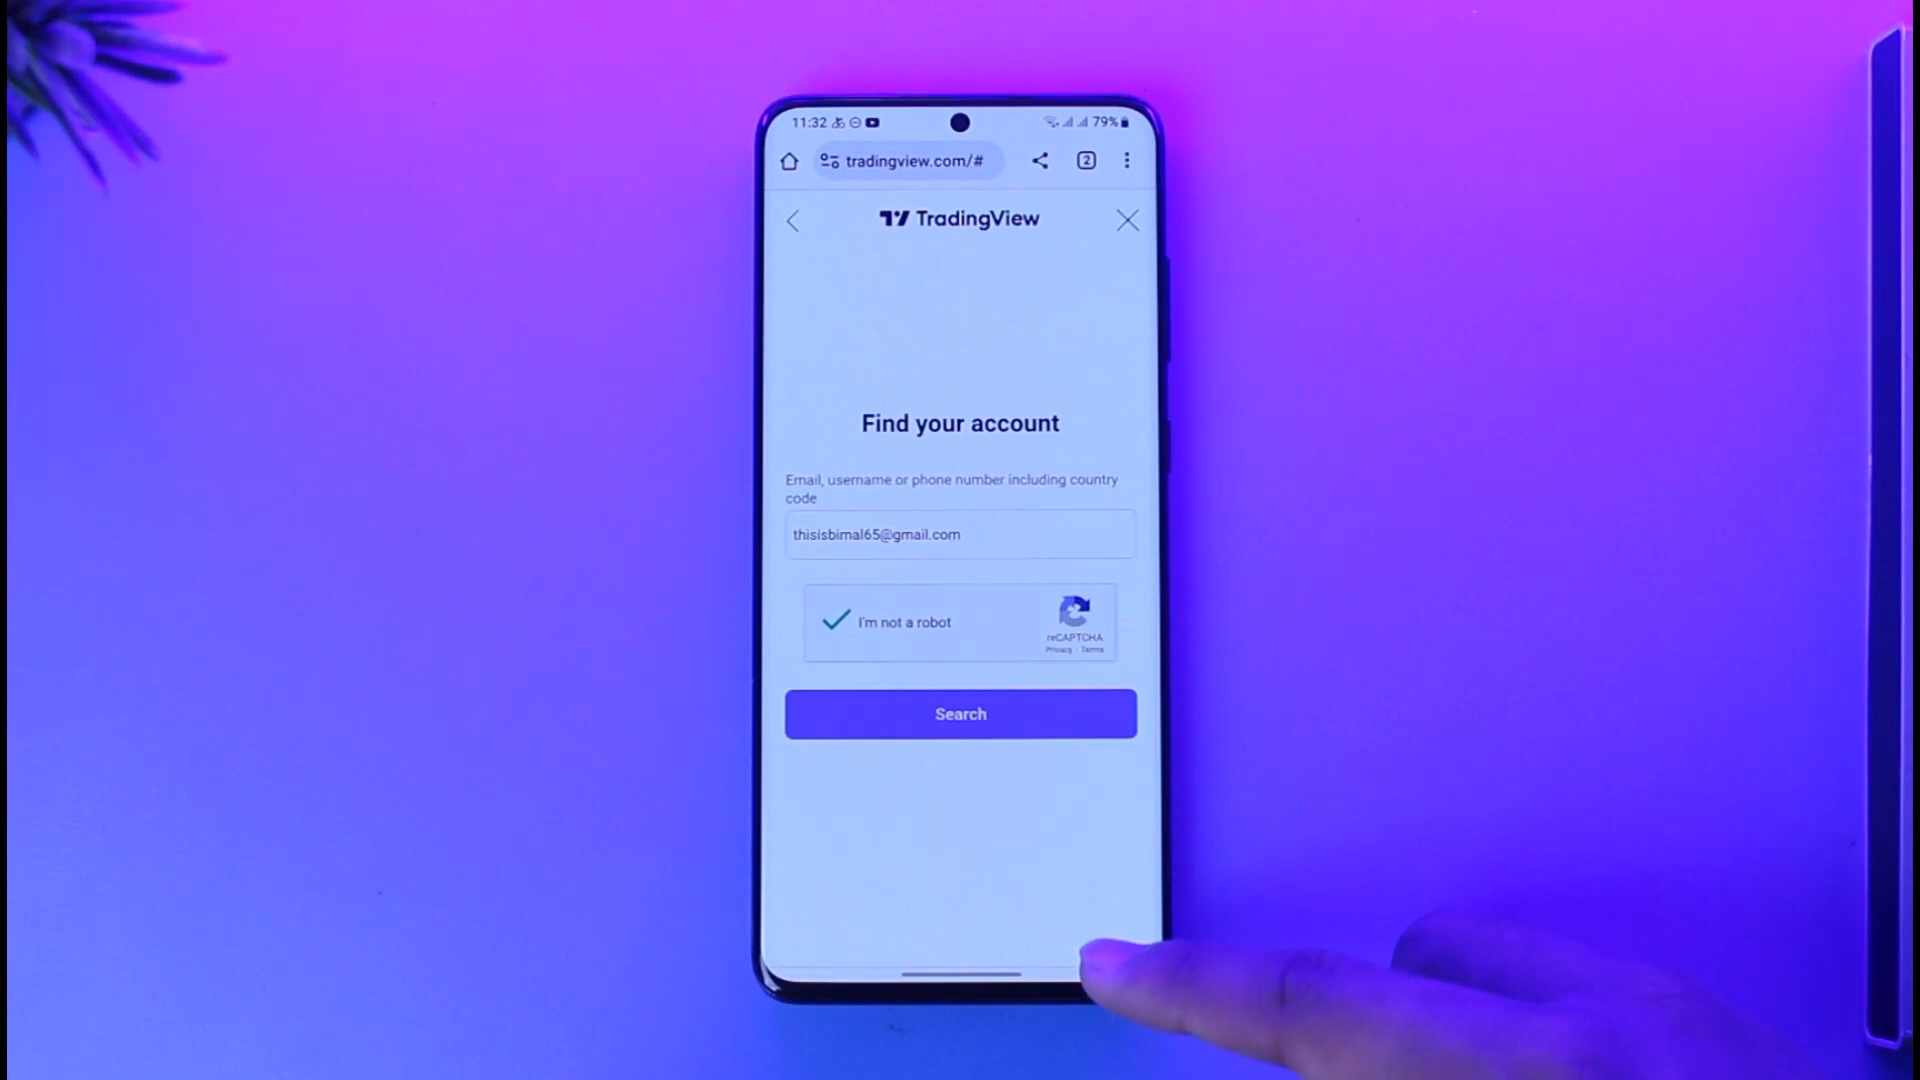 11:32 79%
tradingview.com/# 2
TradingView
Find your account
Email, username or phone number including country
code
thisisbimal65@gmail.com
I'm not a robot
reCAPTCHA
Privacy - Terms
Search